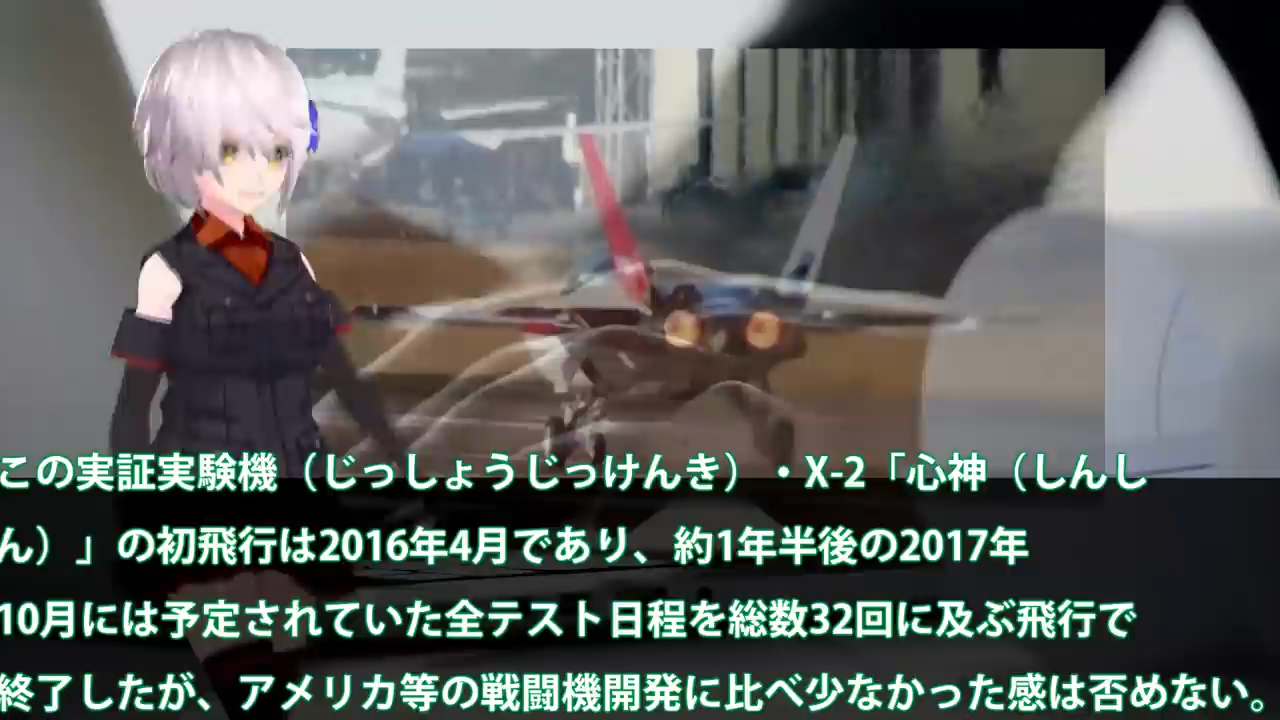 この実証実験機（じっしょうじっけんき）・X-2「心神（しんし
ん）」の初飛行は2016年4月であり、約1年半後の2017年
10月には予定されていた全テスト日程を総数32回に及ぶ飛行で
終了したが、アメリカ等の戦闘機開発に比べ少なかった感は否めない。